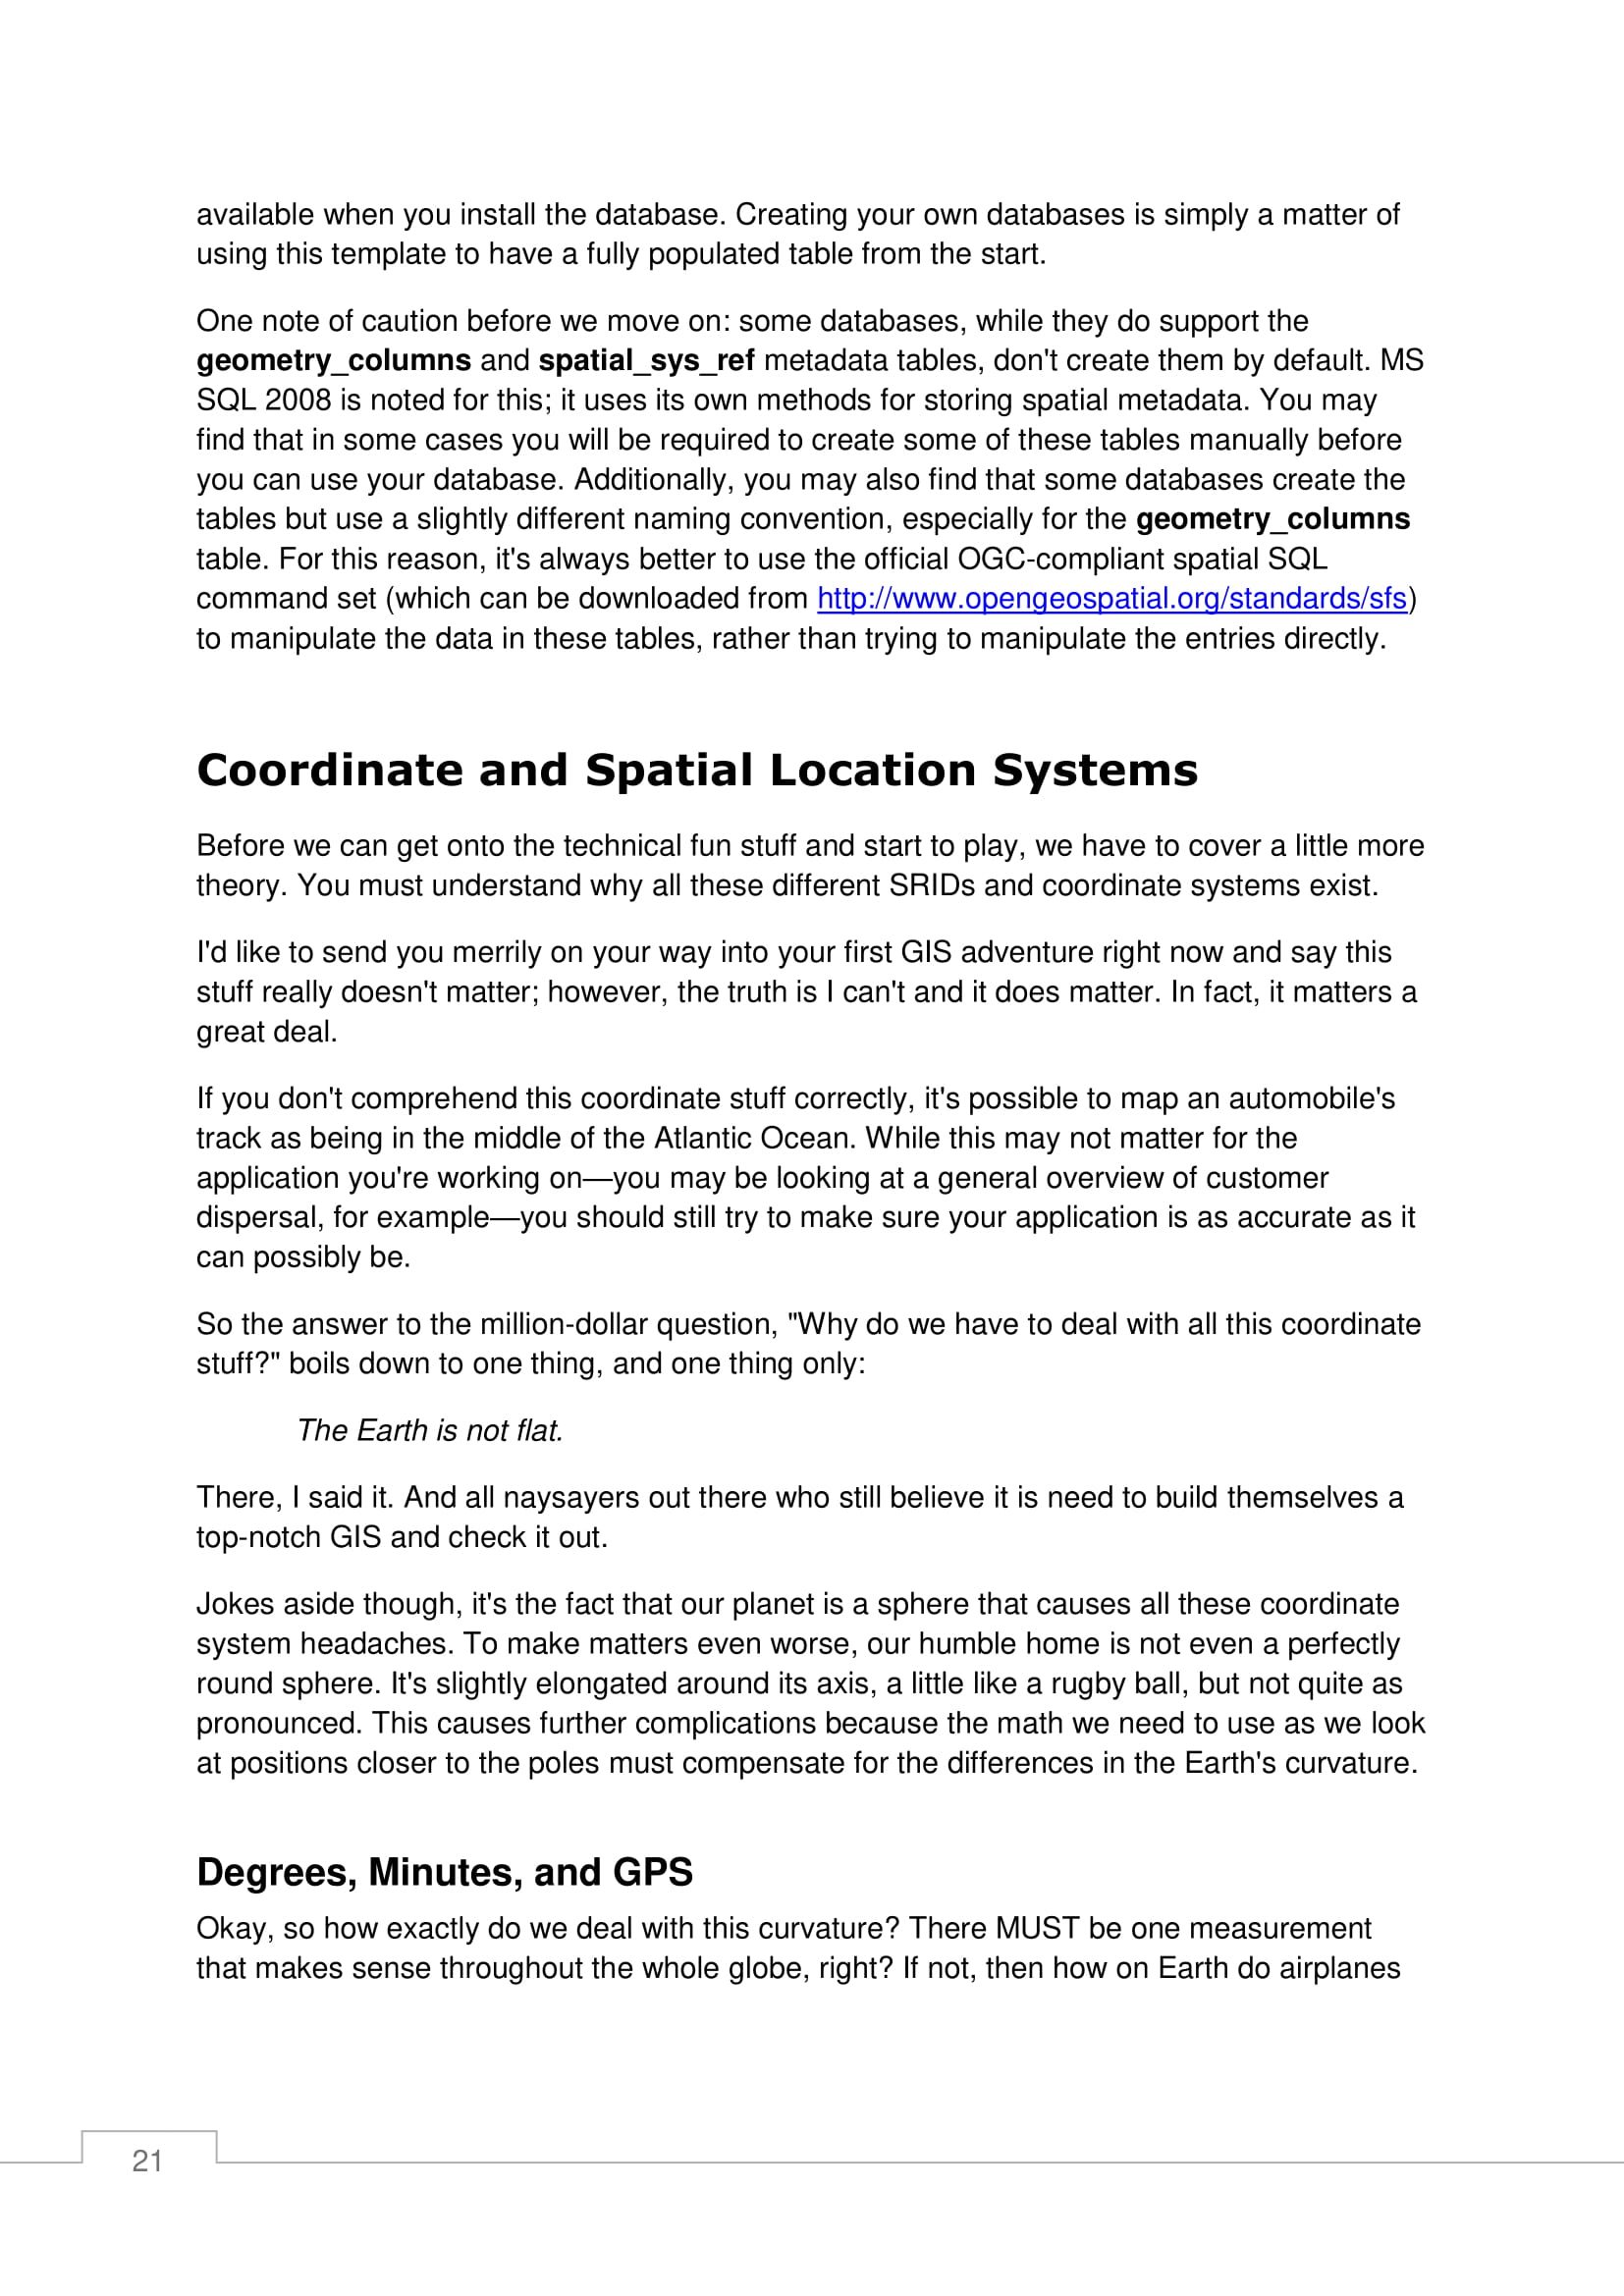 available when you install the database. Creating your own databases is simply a matter of
using this template to have a fully populated table from the start.
One note of caution before we move on: some databases, while they do support the
geometry_columns and spatial_sys_ref metadata tables, don't create them by default. MS
SQL 2008 is noted for this; it uses its own methods for storing spatial metadata. You may
find that in some cases you will be required to create some of these tables manually before
you can use your database. Additionally, you may also find that some databases create the
tables but use a slightly different naming convention, especially for the geometry_columns
table. For this reason, it's always better to use the official OGC-compliant spatial SQL
command set (which can be downloaded from http://www.opengeospatial.org/standards/sfs)
to manipulate the data in these tables, rather than trying to manipulate the entries directly.
Coordinate and Spatial Location Systems
Before we can get onto the technical fun stuff and start to play, we have to cover a little more
theory. You must understand why all these different SRIDs and coordinate systems exist.
I'd like to send you merrily on your way into your first GIS adventure right now and say this
stuff really doesn't matter; however, the truth is I can't and it does matter. In fact, it matters a
great deal.
If you don't comprehend this coordinate stuff correctly, it's possible to map an automobile's
track as being in the middle of the Atlantic Ocean. While this may not matter for the
application you're working on—you may be looking at a general overview of customer
dispersal, for example—you should still try to make sure your application is as accurate as it
can possibly be.
So the answer to the million-dollar question, "Why do we have to deal with all this coordinate
stuff?" boils down to one thing, and one thing only:
The Earth is not flat.
There, I said it. And all naysayers out there who still believe it is need to build themselves a
top-notch GIS and check it out.
Jokes aside though, it's the fact that our planet is a sphere that causes all these coordinate
system headaches. To make matters even worse, our humble home is not even a perfectly
round sphere. It's slightly elongated around its axis, a little like a rugby ball, but not quite as
pronounced. This causes further complications because the math we need to use as we look
at positions closer to the poles must compensate for the differences in the Earth's curvature.
Degrees, Minutes, and GPS
Okay, so how exactly do we deal with this curvature? There MUST be one measurement
that makes sense throughout the whole globe, right? If not, then how on Earth do airplanes
21